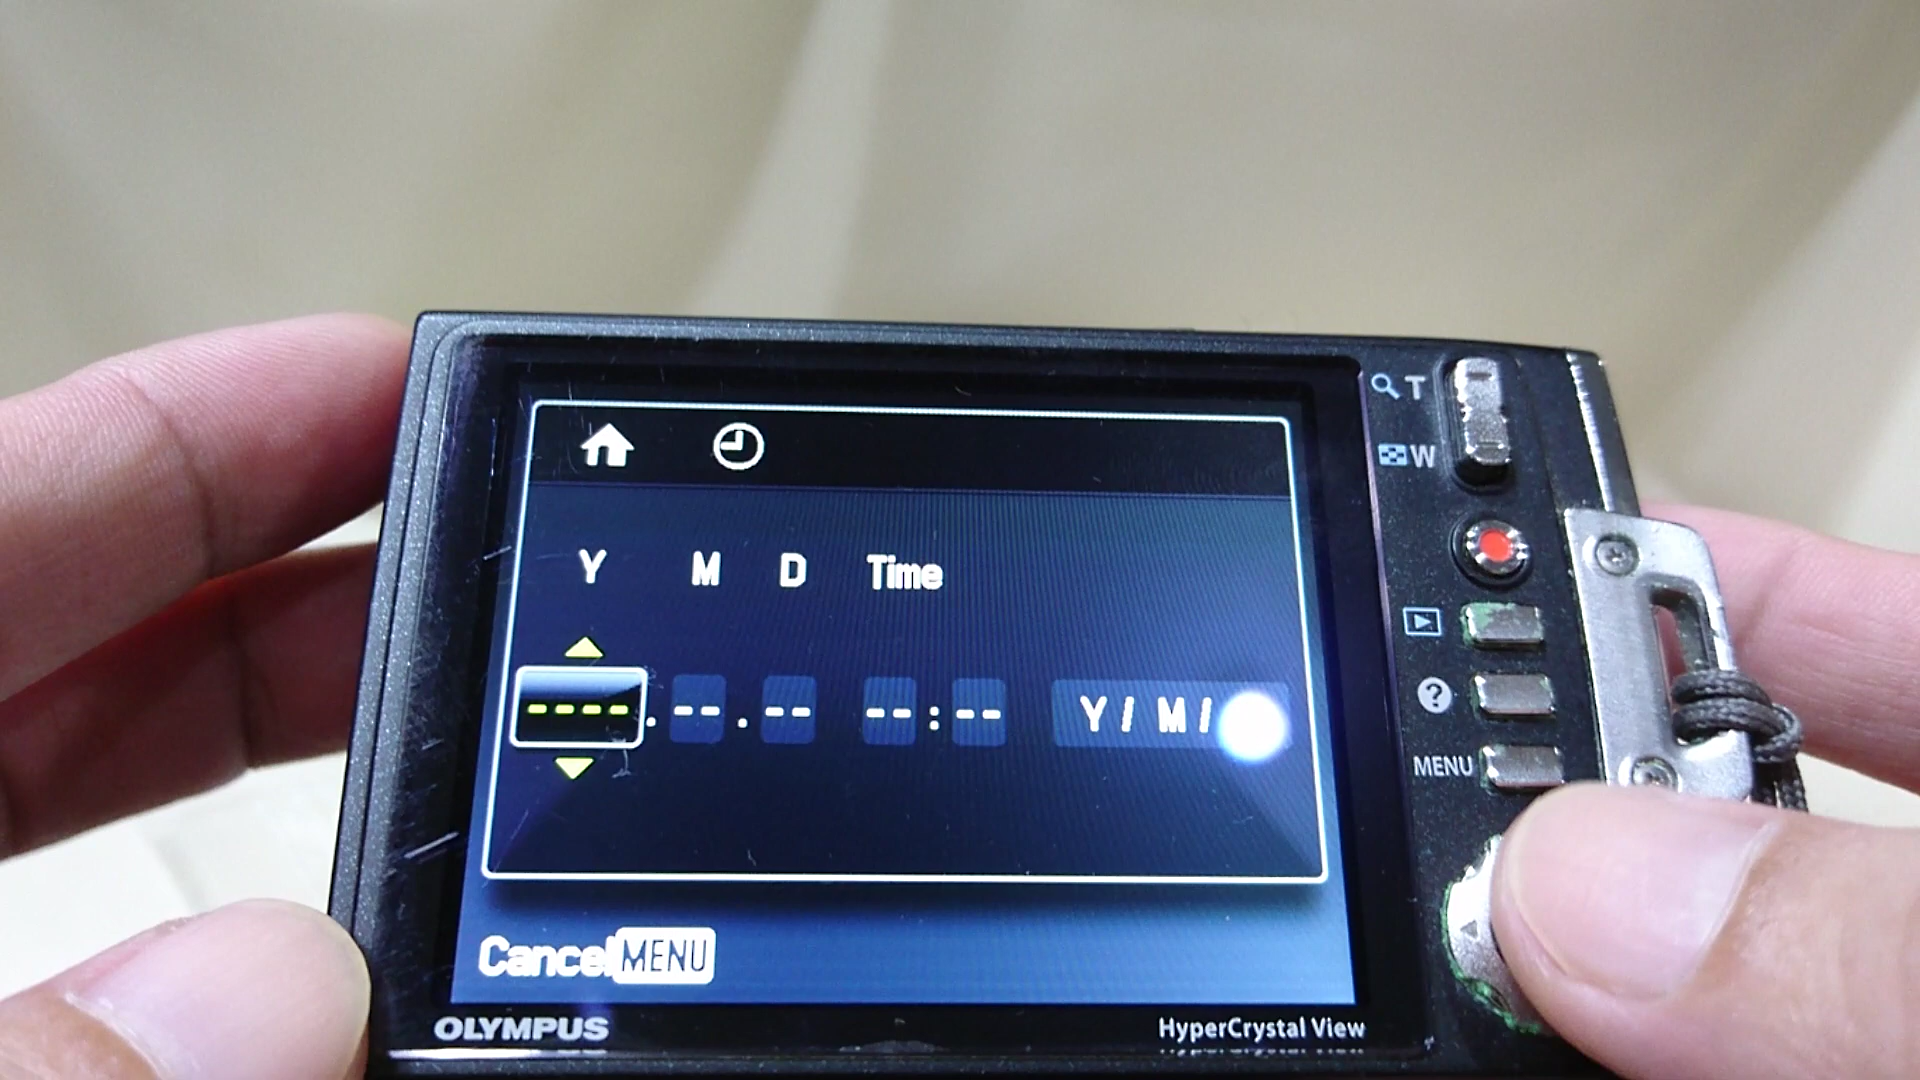 T
W
Y M D Time
----.--.-- --:-- Y/ M/
?
MENU
Cancel MENU
OLYMPUS
HyperCrystal View